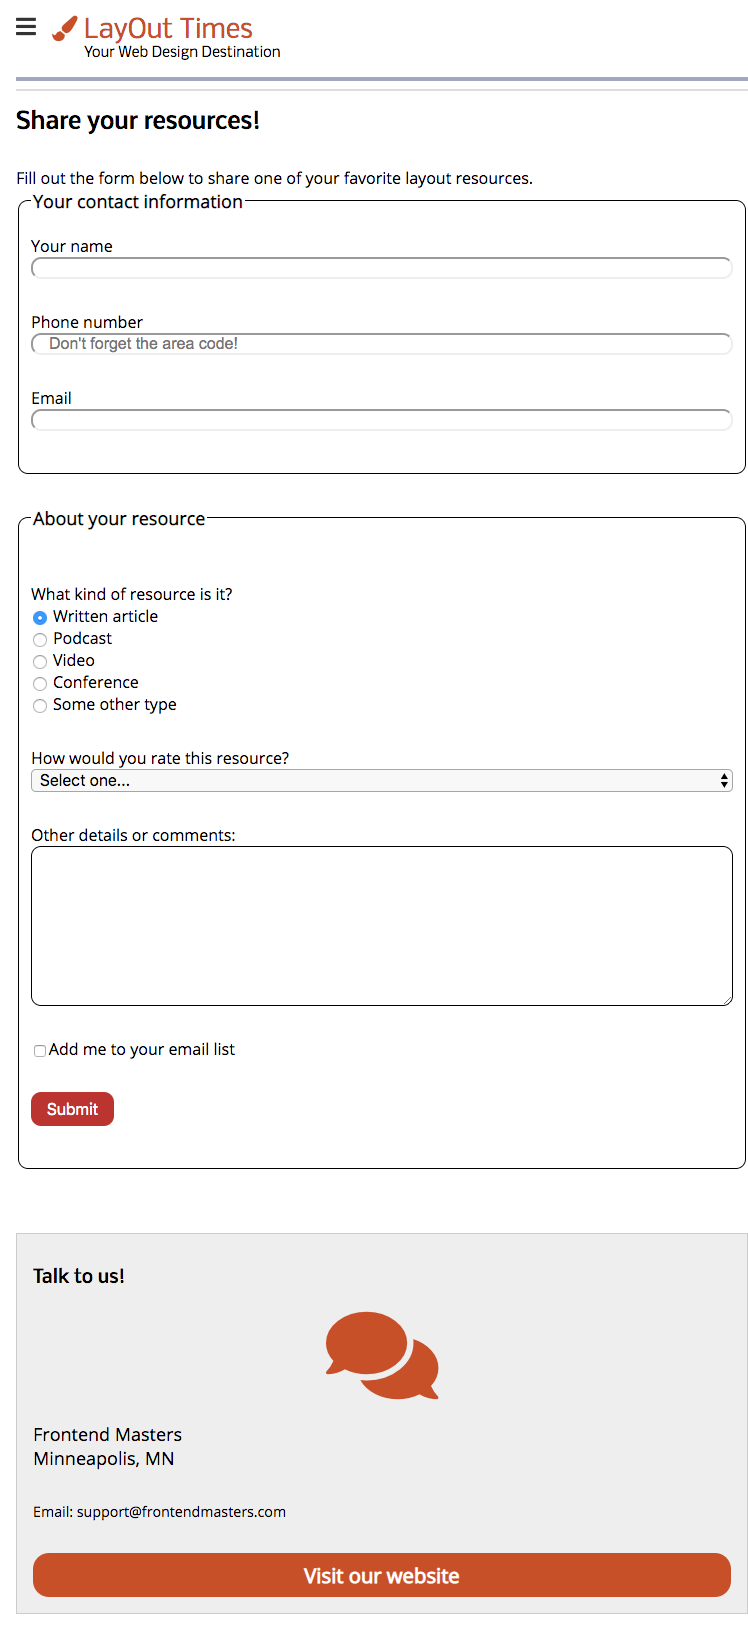 LayOut Times
Your Web Design Destination
Share your resources!
Fill out the form below to share one of your favorite layout resources.
Your contact information
Your name
Phone number
Don't forget the area code!
Email
About your resource
What kind of resource is it?
Written article
Podcast
Video
Conference
Some other type
How would you rate this resource?
Select one...
Other details or comments:
Add me to your email list
Submit
Talk to us!
Frontend Masters
Minneapolis, MN
Email: support@frontendmasters.com
Visit our website